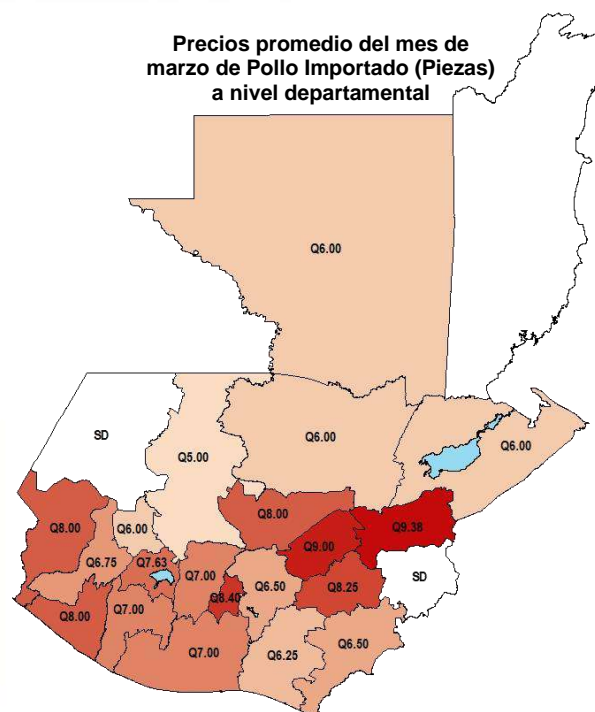 Precios promedio del mes de
marzo de Pollo Importado (Piezas)
a nivel departamental
Q6.00
SD
Q5.00
Q6.00
Q6.00
Q8.00
Q6.00
Q8.00
Q9.38
Q9.00
Q6.75
Q7.63
Q7.00
Q6.50
Q8.25
SD
Q8.40
Q8.00
Q7.00
Q7.00
Q6.25
Q6.50